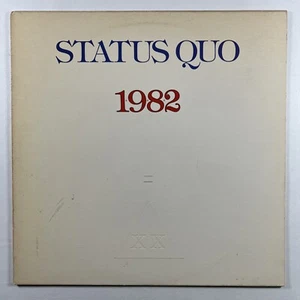 STATUS QUO
1982
=
XX